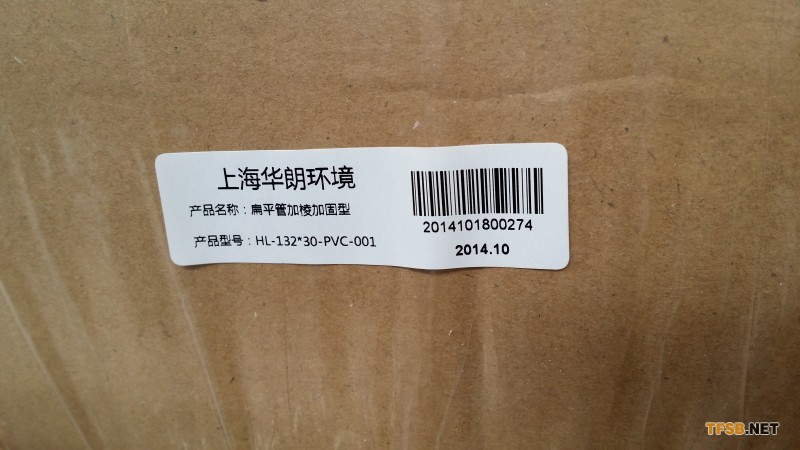 上海华朗环境
产品名称：扁平管加棱加固型
产品型号：HL-132*30-PVC-001
2014101800274
2014.10
TFSB.NET